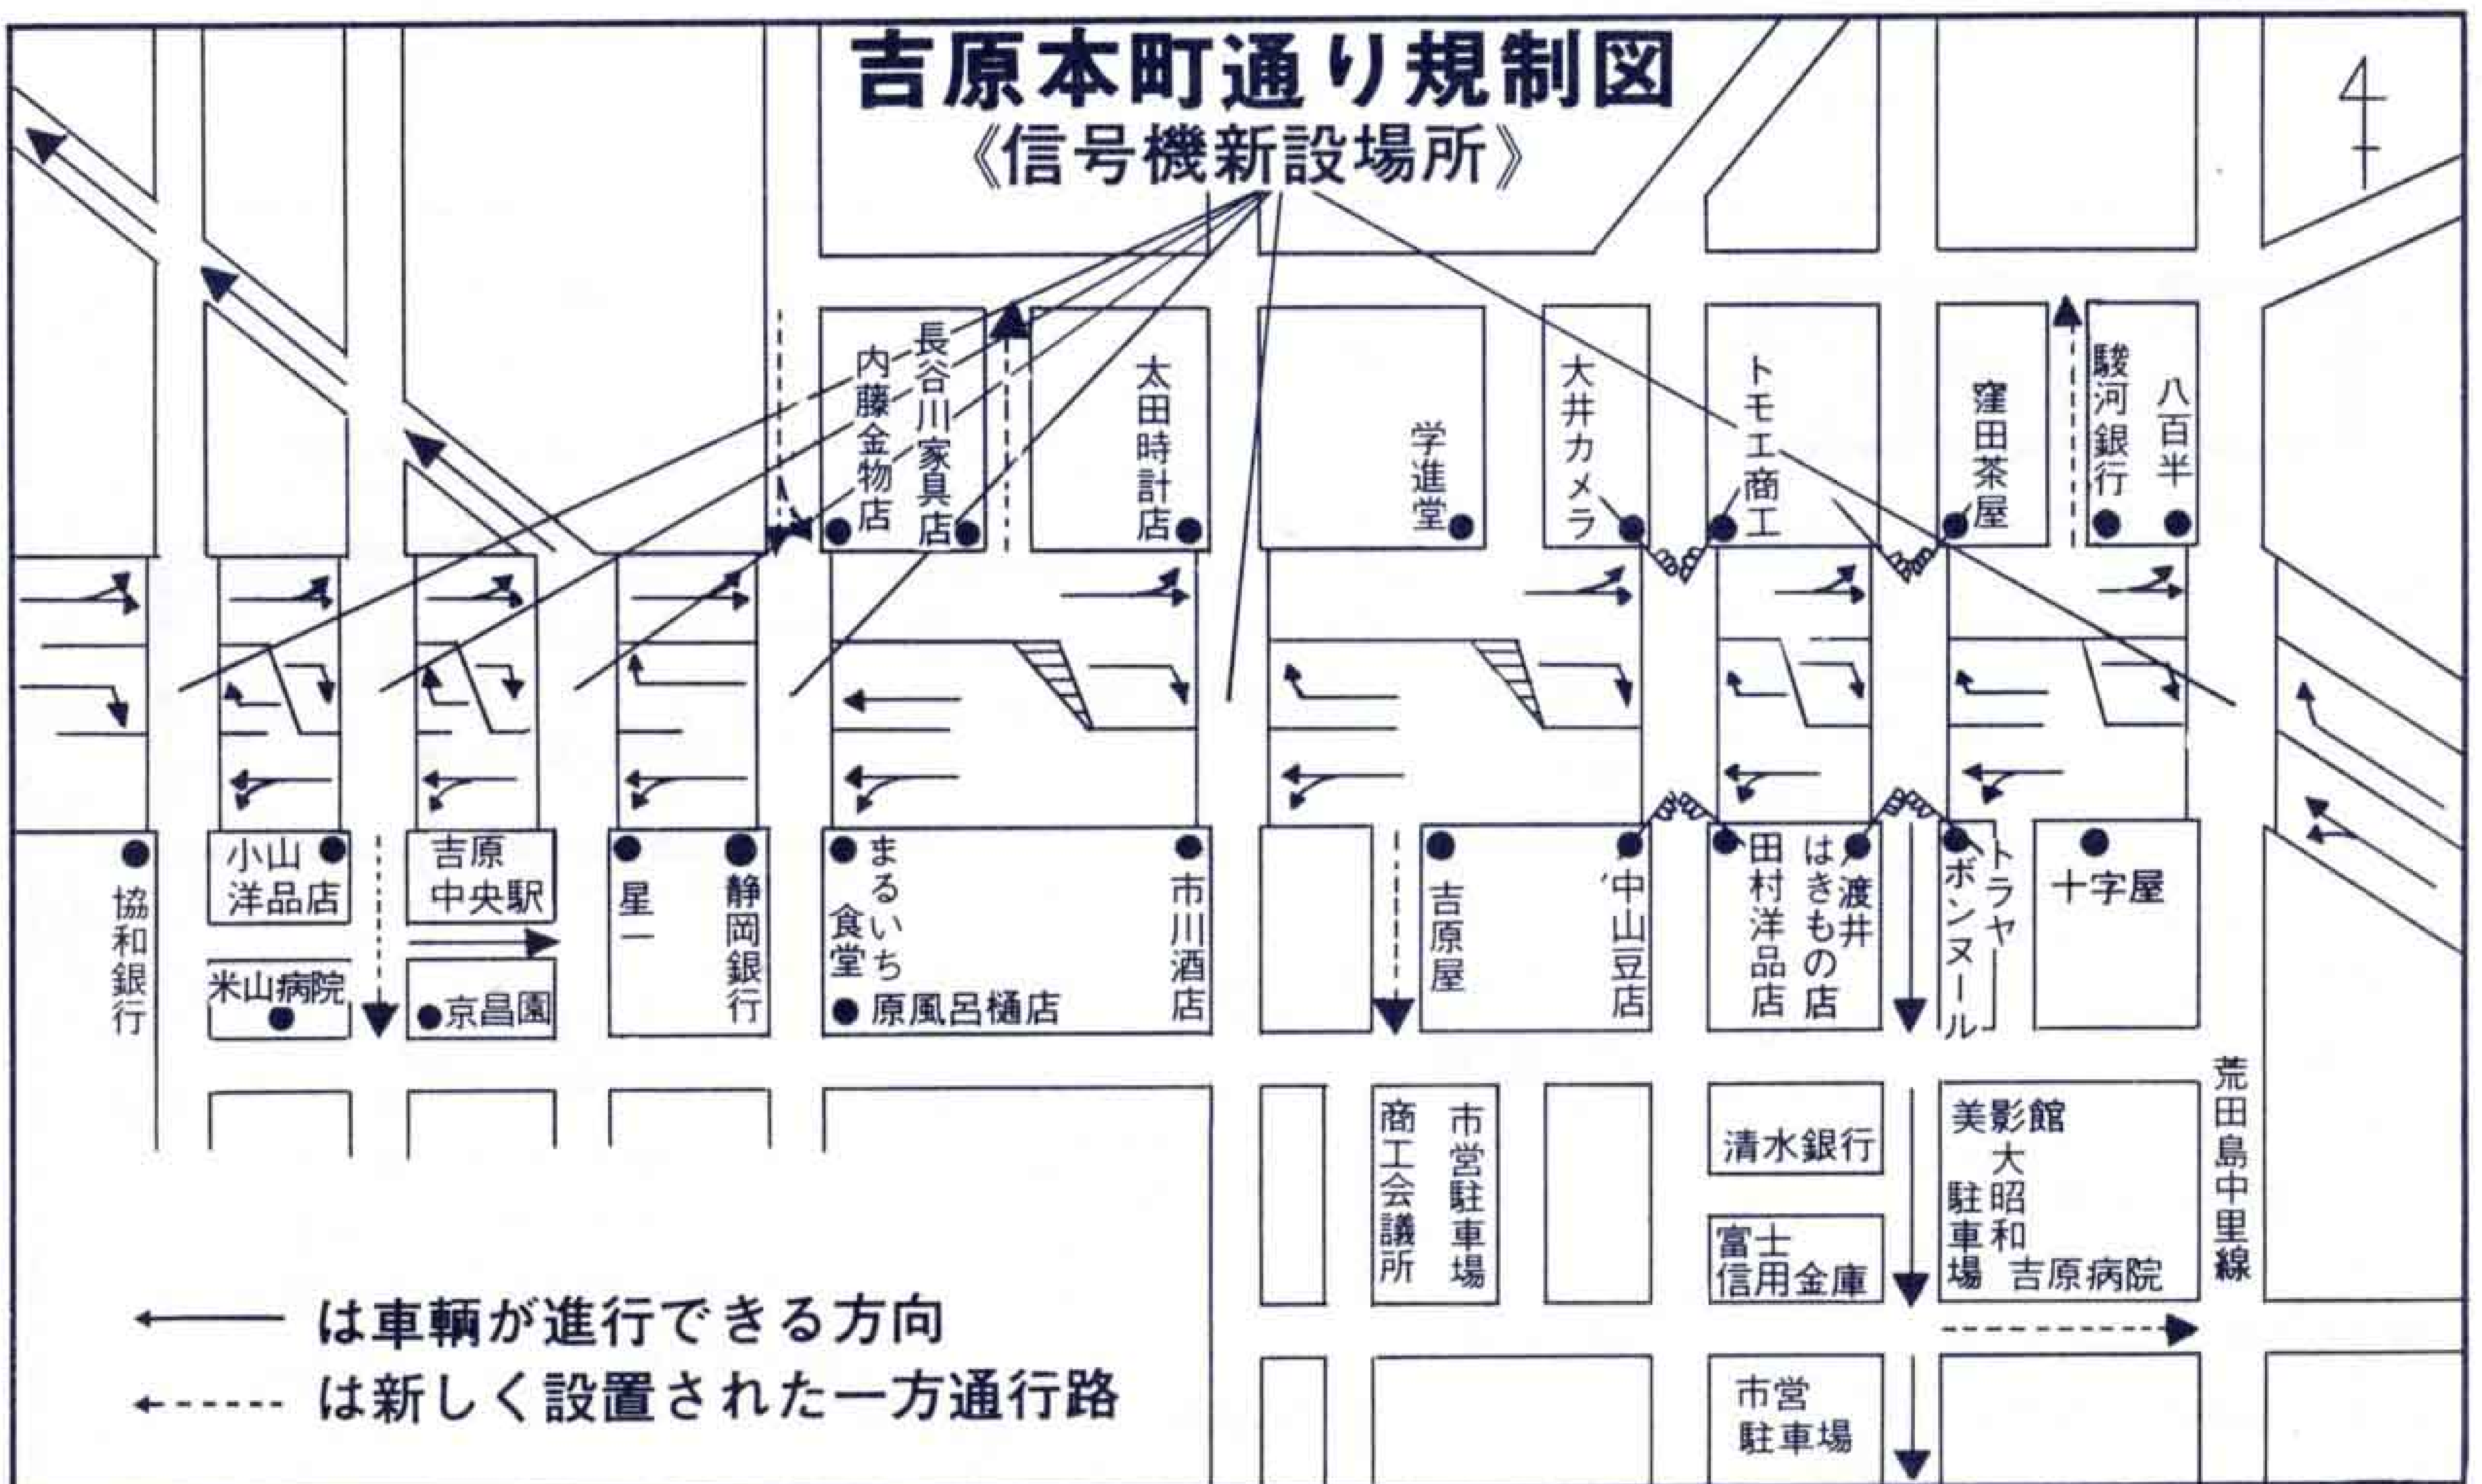 吉原本町通り規制図
《信号機新設場所》
内藤金物店
長谷川家具店
太田時計店
学進堂
大井カメラ
トモエ商工
窪田茶屋
駿河銀行
八百半
協和銀行
小山
洋品店
米山病院
吉原
中央駅
京昌園
星一
静岡銀行
まるいち
食堂
原風呂樋店
市川酒店
吉原屋
中山豆店
田村洋品店
渡井
はきもの店
トラヤ
ボンヌール
十字屋
荒田島中里線
商工会議所
市営駐車場
清水銀行
富士
信用金庫
美影館
大昭和
駐車場
吉原病院
市営
駐車場
は車輌が進行できる方向
は新しく設置された一方通行路